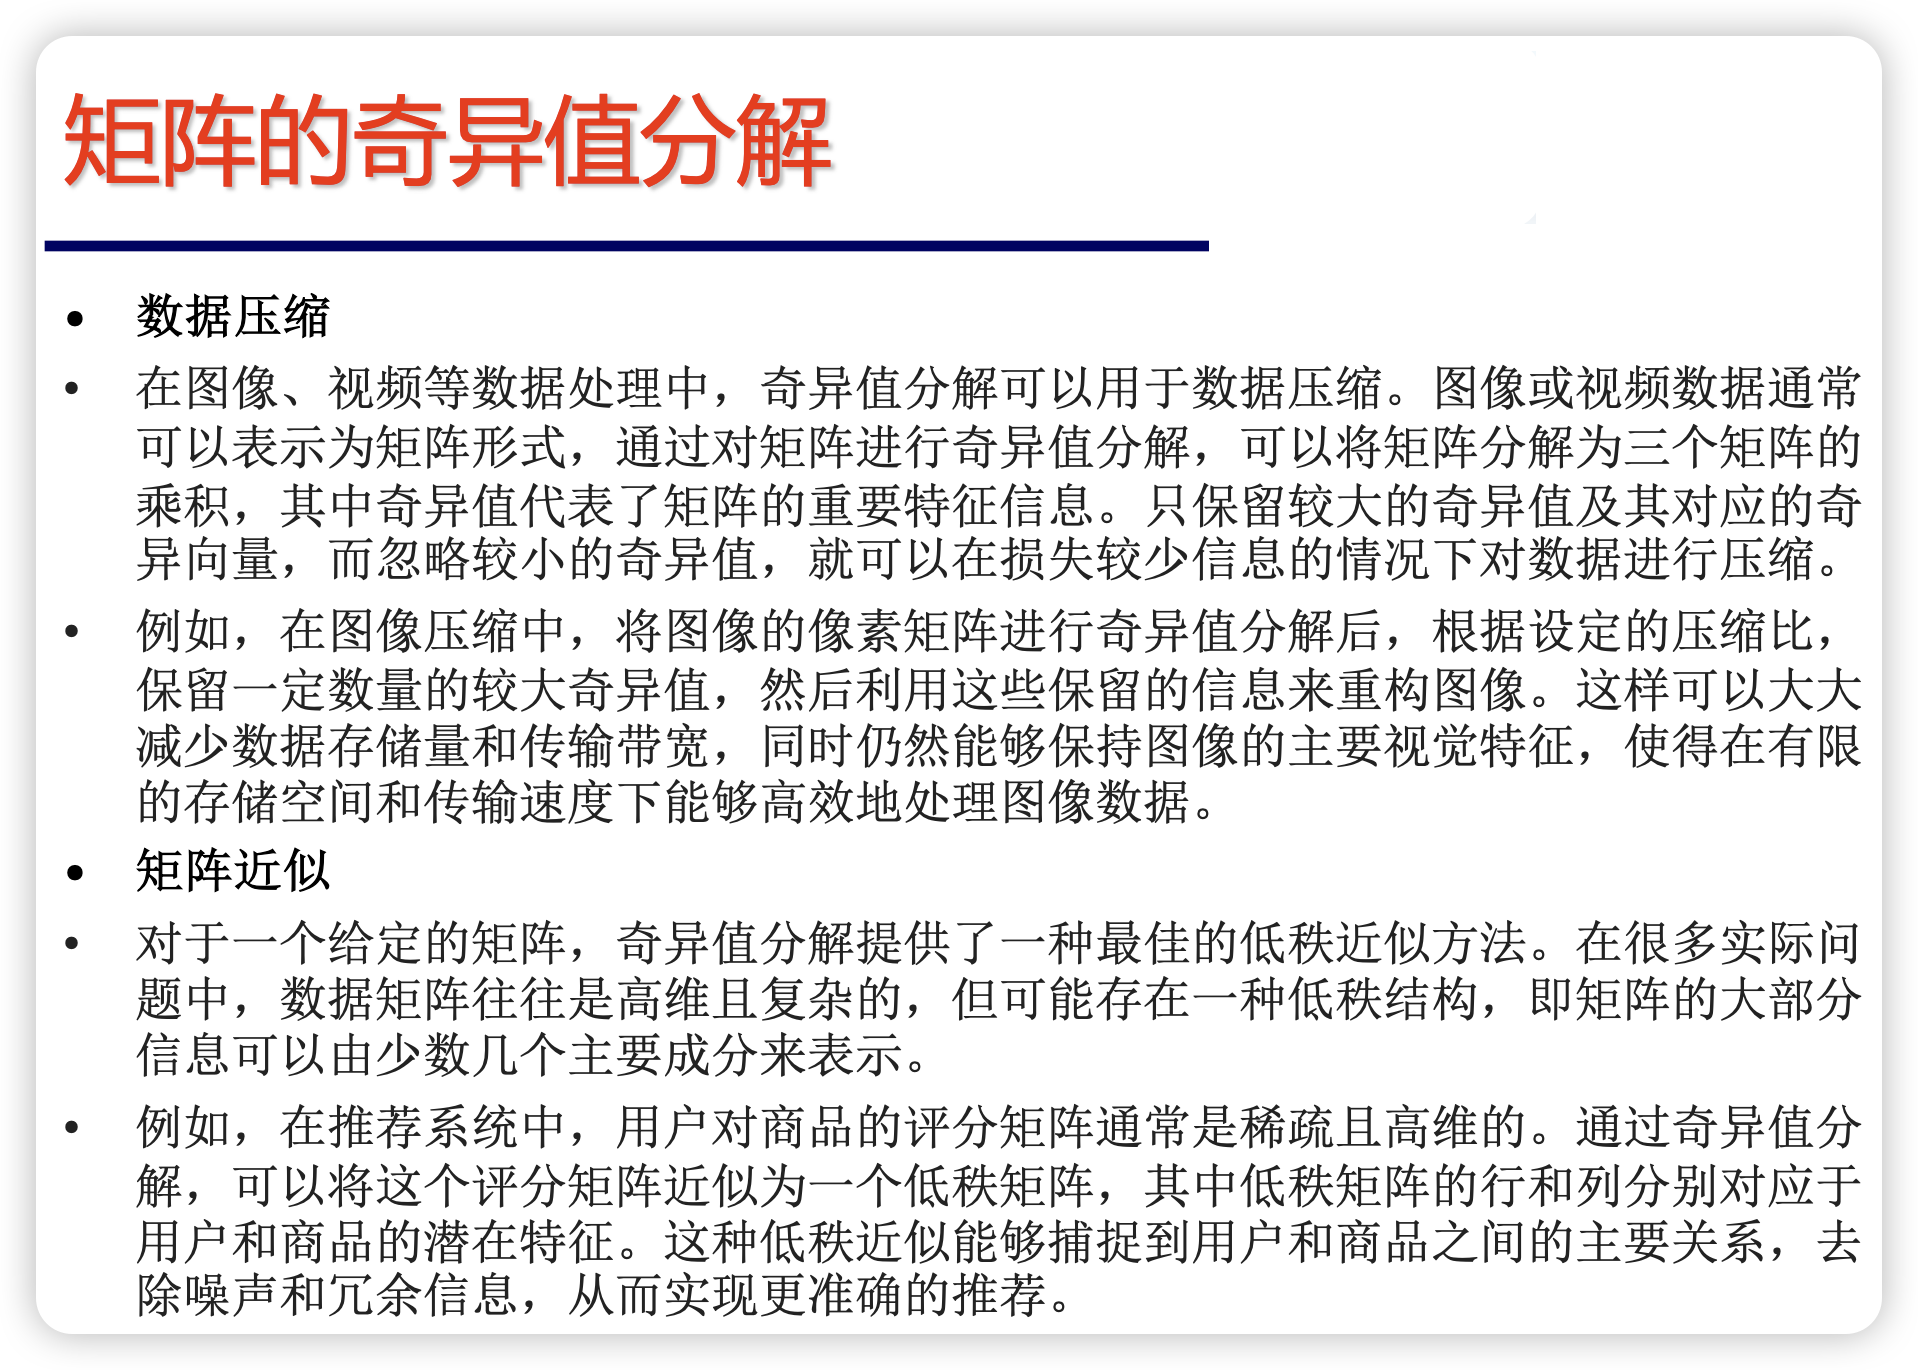 矩阵的奇异值分解
• 数据压缩
• 在图像、视频等数据处理中，奇异值分解可以用于数据压缩。图像或视频数据通常
可以表示为矩阵形式，通过对矩阵进行奇异值分解，可以将矩阵分解为三个矩阵的
乘积，其中奇异值代表了矩阵的重要特征信息。只保留较大的奇异值及其对应的奇
异向量，而忽略较小的奇异值，就可以在损失较少信息的情况下对数据进行压缩。
• 例如，在图像压缩中，将图像的像素矩阵进行奇异值分解后，根据设定的压缩比，
保留一定数量的较大奇异值，然后利用这些保留的信息来重构图像。这样可以大大
减少数据存储量和传输带宽，同时仍然能够保持图像的主要视觉特征，使得在有限
的存储空间和传输速度下能够高效地处理图像数据。
• 矩阵近似
• 对于一个给定的矩阵，奇异值分解提供了一种最佳的低秩近似方法。在很多实际问
题中，数据矩阵往往是高维且复杂的，但可能存在一种低秩结构，即矩阵的大部分
信息可以由少数几个主要成分来表示。
• 例如，在推荐系统中，用户对商品的评分矩阵通常是稀疏且高维的。通过奇异值分
解，可以将这个评分矩阵近似为一个低秩矩阵，其中低秩矩阵的行和列分别对应于
用户和商品的潜在特征。这种低秩近似能够捕捉到用户和商品之间的主要关系，去
除噪声和冗余信息，从而实现更准确的推荐。